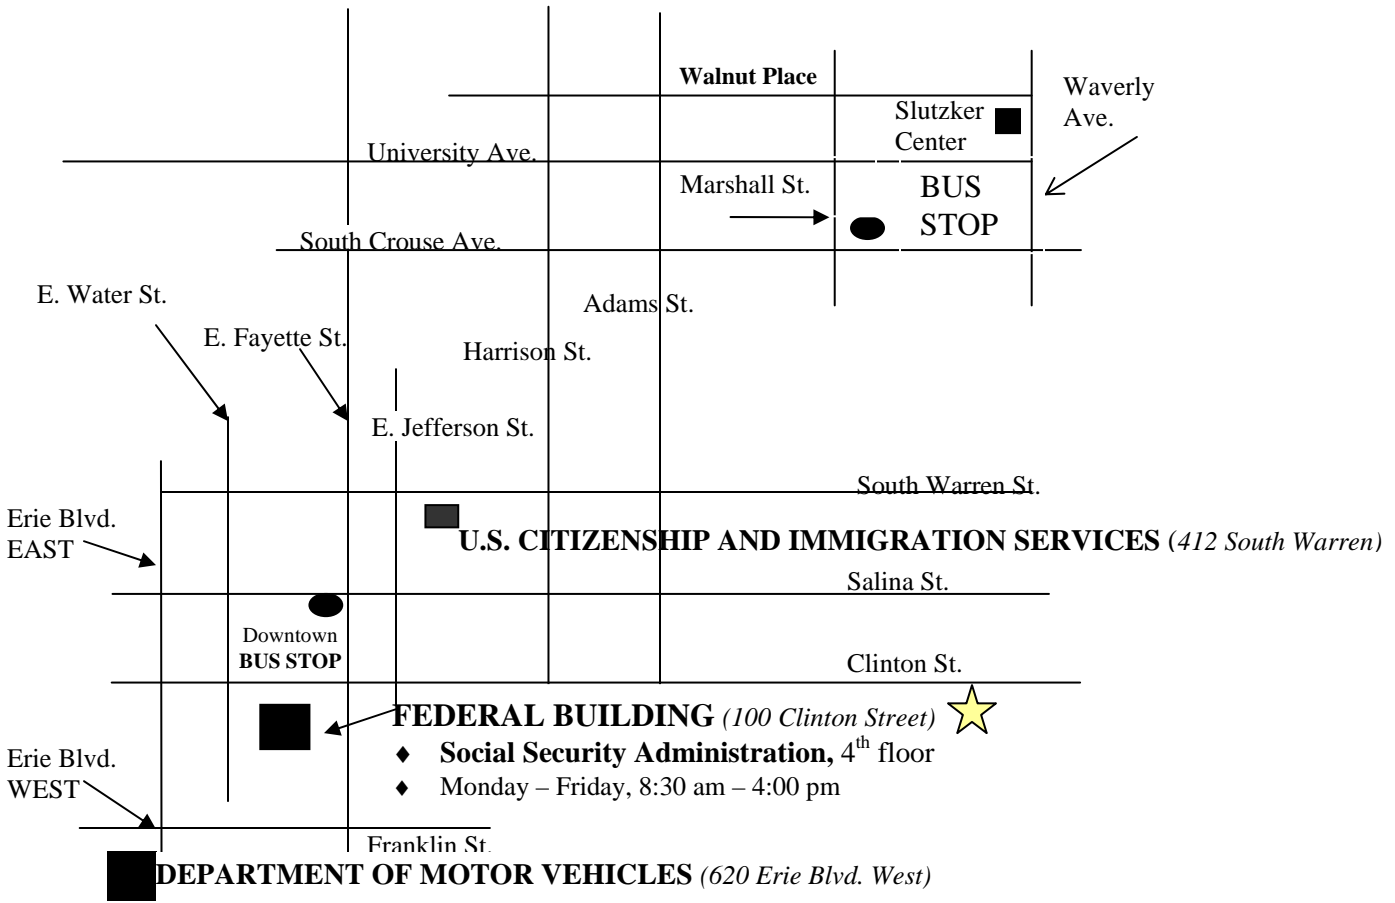 Walnut Place
Waverly
Ave.
Slutzker
Center
University Ave.
Marshall St.
BUS
STOP
South Crouse Ave.
E. Water St.
Adams St.
E. Fayette St.
Harrison St.
E. Jefferson St.
South Warren St.
Erie Blvd.
EAST
U.S. CITIZENSHIP AND IMMIGRATION SERVICES (412 South Warren)
Salina St.
Downtown
BUS STOP
Clinton St.
FEDERAL BUILDING (100 Clinton Street)
♦ Social Security Administration, 4th floor
♦ Monday – Friday, 8:30 am – 4:00 pm
Erie Blvd.
WEST
Franklin St.
DEPARTMENT OF MOTOR VEHICLES (620 Erie Blvd. West)